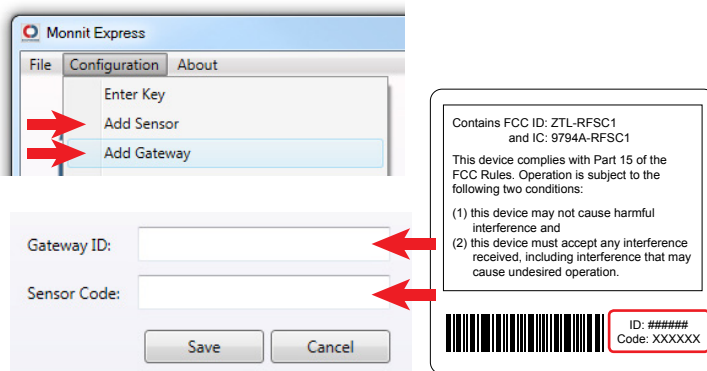 Monnit Express
File Configuration About
Enter Key
Add Sensor
Add Gateway
Gateway ID:
Sensor Code:
Save Cancel
Contains FCC ID: ZTL-RFSC1
and IC: 9794A-RFSC1
This device complies with Part 15 of the
FCC Rules. Operation is subject to the
following two conditions:
(1) this device may not cause harmful
interference and
(2) this device must accept any interference
received, including interference that may
cause undesired operation.
ID: ######
Code: XXXXXX